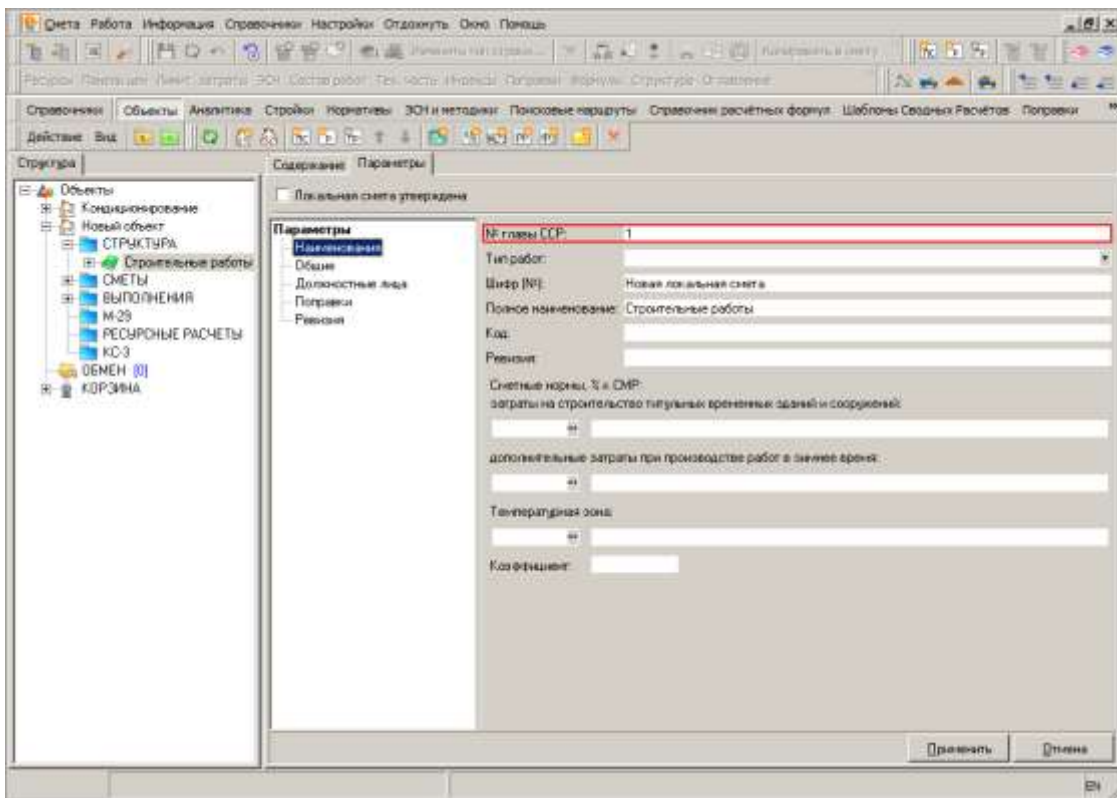 Смета Работа Информация Справочники Настройки Отдохнуть Окно Помощь
Справочники Объекты Аналитика Стройки Нормативы ЭСН и методики Поисковые маршруты Справочник расчётных формул Шаблоны Сводных Расчётов Поправки
Действие Вид
Структура
Содержание Параметры
Локальная смета утверждена
Объекты
Кондиционирование
Новый объект
СТРУКТУРА
Строительные работы
СМЕТЫ
ВЫПОЛНЕНИЯ
М-29
РЕСУРСНЫЕ РАСЧЕТЫ
КС-3
ОБМЕН [0]
КОРЗИНА
Параметры
Наименования
Общие
Должностные лица
Поправки
Ревизия
№ главы ССР: 1
Тип работ:
Шифр (№): Новая локальная смета
Полное наименование: Строительные работы
Код:
Ревизия:
Сметные нормы, % к СМР:
затраты на строительство титульных временных зданий и сооружений:
дополнительные затраты при производстве работ в зимнее время:
Температурная зона:
Коэффициент:
Применить Отмена
EN